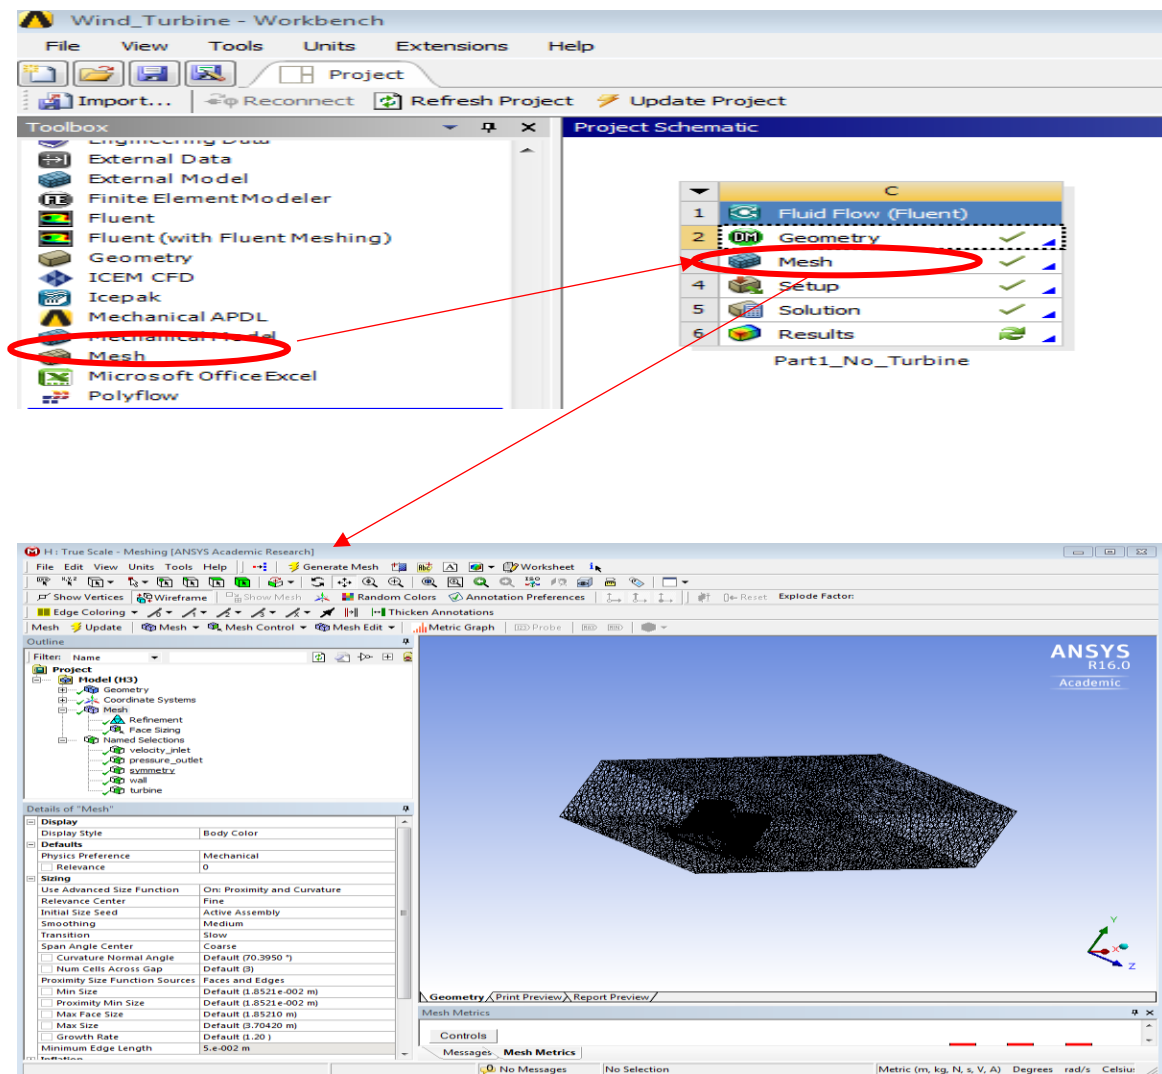 Wind_Turbine - Workbench
File View Tools Units Extensions Help
Project
Import... Reconnect Refresh Project Update Project
Toolbox
Project Schematic
Engineering Data
External Data
External Model
Finite Element Modeler
Fluent
Fluent (with Fluent Meshing)
Geometry
ICEM CFD
Icepak
Mechanical APDL
Mechanical Model
Mesh
Microsoft Office Excel
Polyflow
C
1 Fluid Flow (Fluent)
2 DM Geometry
3 Mesh
4 Setup
5 Solution
6 Results
Part1_No_Turbine
H : True Scale - Meshing [ANSYS Academic Research]
File Edit View Units Tools Help Generate Mesh Worksheet
Show Vertices Wireframe Show Mesh Random Colors Annotation Preferences Reset Explode Factor:
Edge Coloring Thicken Annotations
Mesh Update Mesh Mesh Control Mesh Edit Metric Graph Probe
Outline
Filter: Name
Project
Model (H3)
Geometry
Coordinate Systems
Mesh
Refinement
Face Sizing
Named Selections
velocity_inlet
pressure_outlet
symmetry
wall
turbine
Details of "Mesh"
Display
Display Style Body Color
Defaults
Physics Preference Mechanical
Relevance 0
Sizing
Use Advanced Size Function On: Proximity and Curvature
Relevance Center Fine
Initial Size Seed Active Assembly
Smoothing Medium
Transition Slow
Span Angle Center Coarse
Curvature Normal Angle Default (70.3950 °)
Num Cells Across Gap Default (3)
Proximity Size Function Sources Faces and Edges
Min Size Default (1.8521e-002 m)
Proximity Min Size Default (1.8521e-002 m)
Max Face Size Default (1.85210 m)
Max Size Default (3.70420 m)
Growth Rate Default (1.20 )
Minimum Edge Length 5.e-002 m
Inflation
ANSYS
R16.0
Academic
Y
X
Z
Geometry Print Preview Report Preview
Mesh Metrics
Controls
Messages Mesh Metrics
No Messages No Selection Metric (m, kg, N, s, V, A) Degrees rad/s